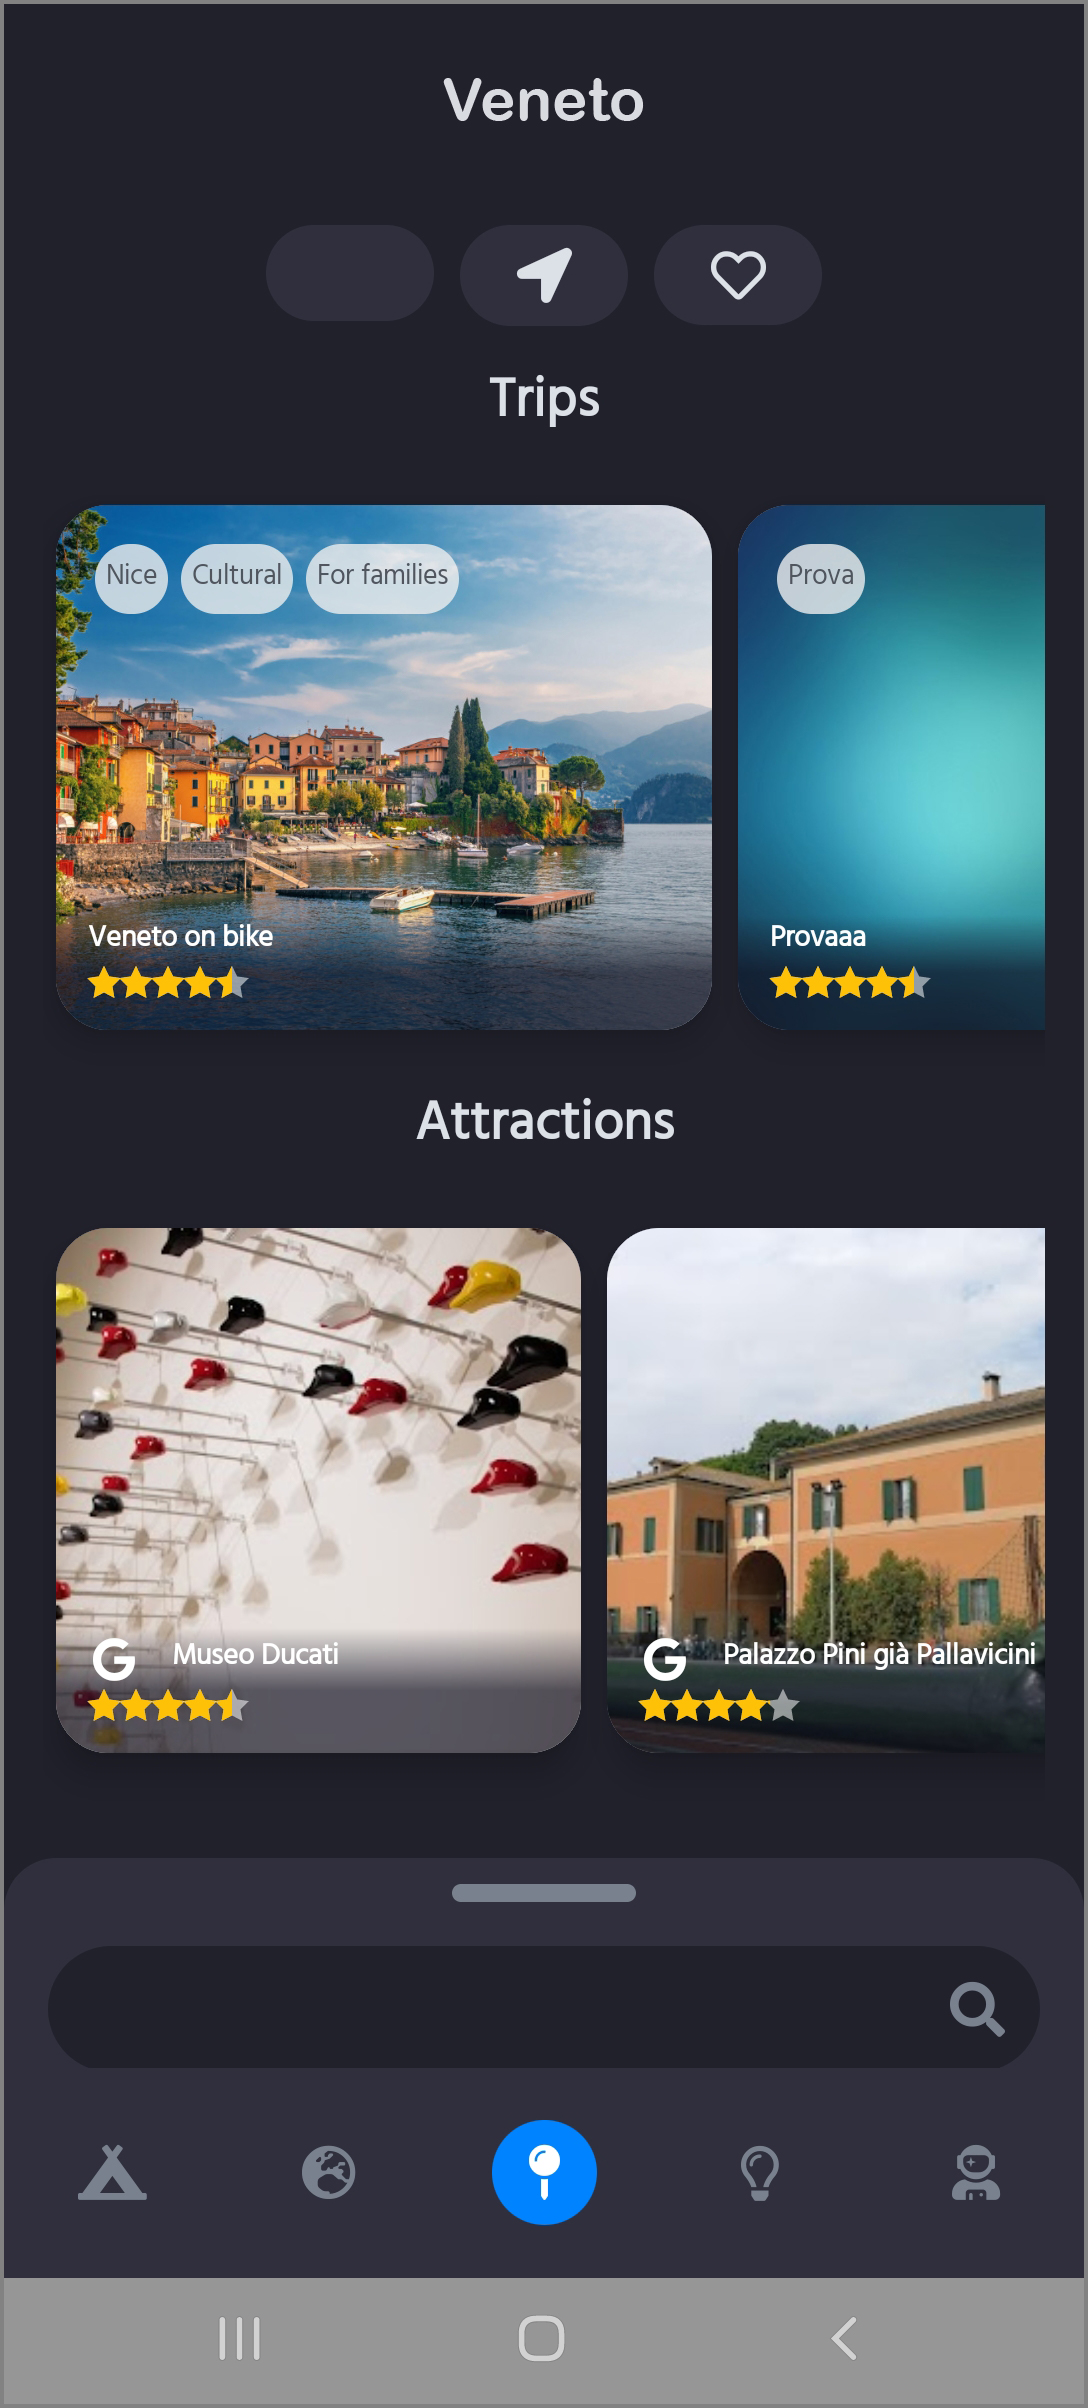 Veneto
Trips
Nice Cultural For families
Prova
Veneto on bike
Provaaa
Attractions
G Museo Ducati
G Palazzo Pini già Pallavicini